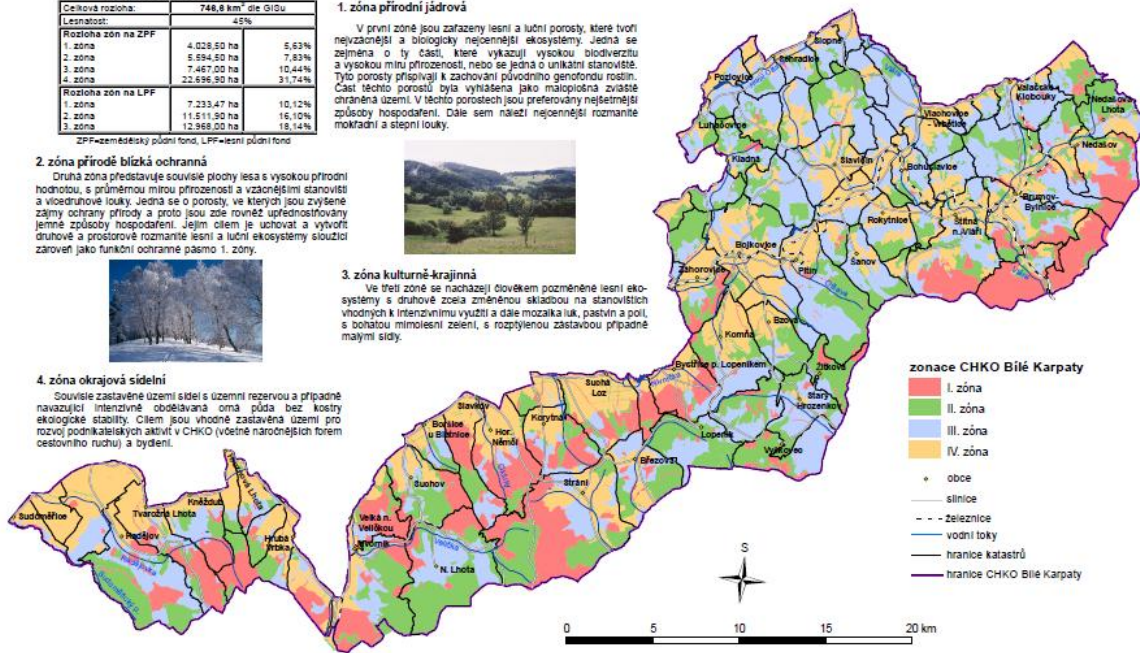 Celková rozloha: 746,8 km² dle GISu
Lesnatost: 45%
Rozloha zón na ZPF
1. zóna 4.028,50 ha 5,63%
2. zóna 5.594,50 ha 7,83%
3. zóna 7.467,00 ha 10,44%
4. zóna 22.696,90 ha 31,74%
Rozloha zón na LPF
1. zóna 7.233,47 ha 10,12%
2. zóna 11.511,90 ha 16,10%
3. zóna 12.968,00 ha 18,14%
ZPF=zemědělský půdní fond, LPF=lesní půdní fond
1. zóna přírodní jádrová
V první zóně jsou zařazeny lesní a luční porosty, které tvoří
nejvzácnější a biologicky nejcennější ekosystémy. Jedná se
zejména o ty části, které vykazují vysokou biodiverzitu
a vysokou míru přirozenosti, nebo se jedná o unikátní stanoviště.
Tyto porosty přispívají k zachování původního genofondu rostlin.
Část těchto porostů byla vyhlášena jako maloplošná zvláště
chráněná území. V těchto porostech jsou preferovány nejšetrnější
způsoby hospodaření. Dále sem náleží nejcennější rozmanité
mokřadní a stepní louky.
2. zóna přírodě blízká ochranná
Druhá zóna představuje souvislé plochy lesa s vysokou přírodní
hodnotou, s průměrnou mírou přirozenosti a vzácnějšími stanovišti
a vícedruhové louky. Jedná se o porosty, ve kterých jsou zvýšené
zájmy ochrany přírody a proto jsou zde rovněž upřednostňovány
jemné způsoby hospodaření. Jejím cílem je uchovat a vytvořit
druhově a prostorově rozmanité lesní a luční ekosystémy sloužící
zároveň jako funkční ochranné pásmo 1. zóny.
3. zóna kulturně-krajinná
Ve třetí zóně se nacházejí člověkem pozměněné lesní eko-
systémy s druhově zcela změněnou skladbou na stanovištích
vhodných k intenzivnímu využití a dále mozaika luk, pastvin a polí,
s bohatou mimolesní zelení, s rozptýlenou zástavbou případně
malými sídly.
4. zóna okrajová sídelní
Souvisle zastavěné území sídel s územní rezervou a případně
navazující intenzivně obdělávaná orná půda bez kostry
ekologické stability. Cílem jsou vhodně zastavěná území pro
rozvoj podnikatelských aktivit v CHKO (včetně náročnějších forem
cestovního ruchu) a bydlení.
Slopné
Sehradice
Pozlovice
Luhačovice
Kladná
Slavičín
Vlachovice
-Vrbětice
Bohuslavice
Valašské
Klobouky
Nedašova
Lhota
Nedašov
Brumov-
Bylnice
Štítná
n. Vláří
Rokytnice
Šanov
Pitín
Bojkovice
Záhorovice
Bzová
Komňa
Bystřice p. Lopeníkem
Žítková
Starý
Hrozenkov
Vyškovec
Lopeník
Březová
Strání
Suchá
Loz
Korytná
Hor.
Němčí
Slavkov
Boršice
u Blatnice
Suchov
Velká n.
Veličkou
Javorník
N. Lhota
Velička
Hrubá
Vrbka
Kněždub
Tvarožná Lhota
Radějov
Sudoměřice
zonace CHKO Bílé Karpaty
I. zóna
II. zóna
III. zóna
IV. zóna
obce
silnice
železnice
vodní toky
hranice katastrů
hranice CHKO Bílé Karpaty
S
0 5 10 15 20 km